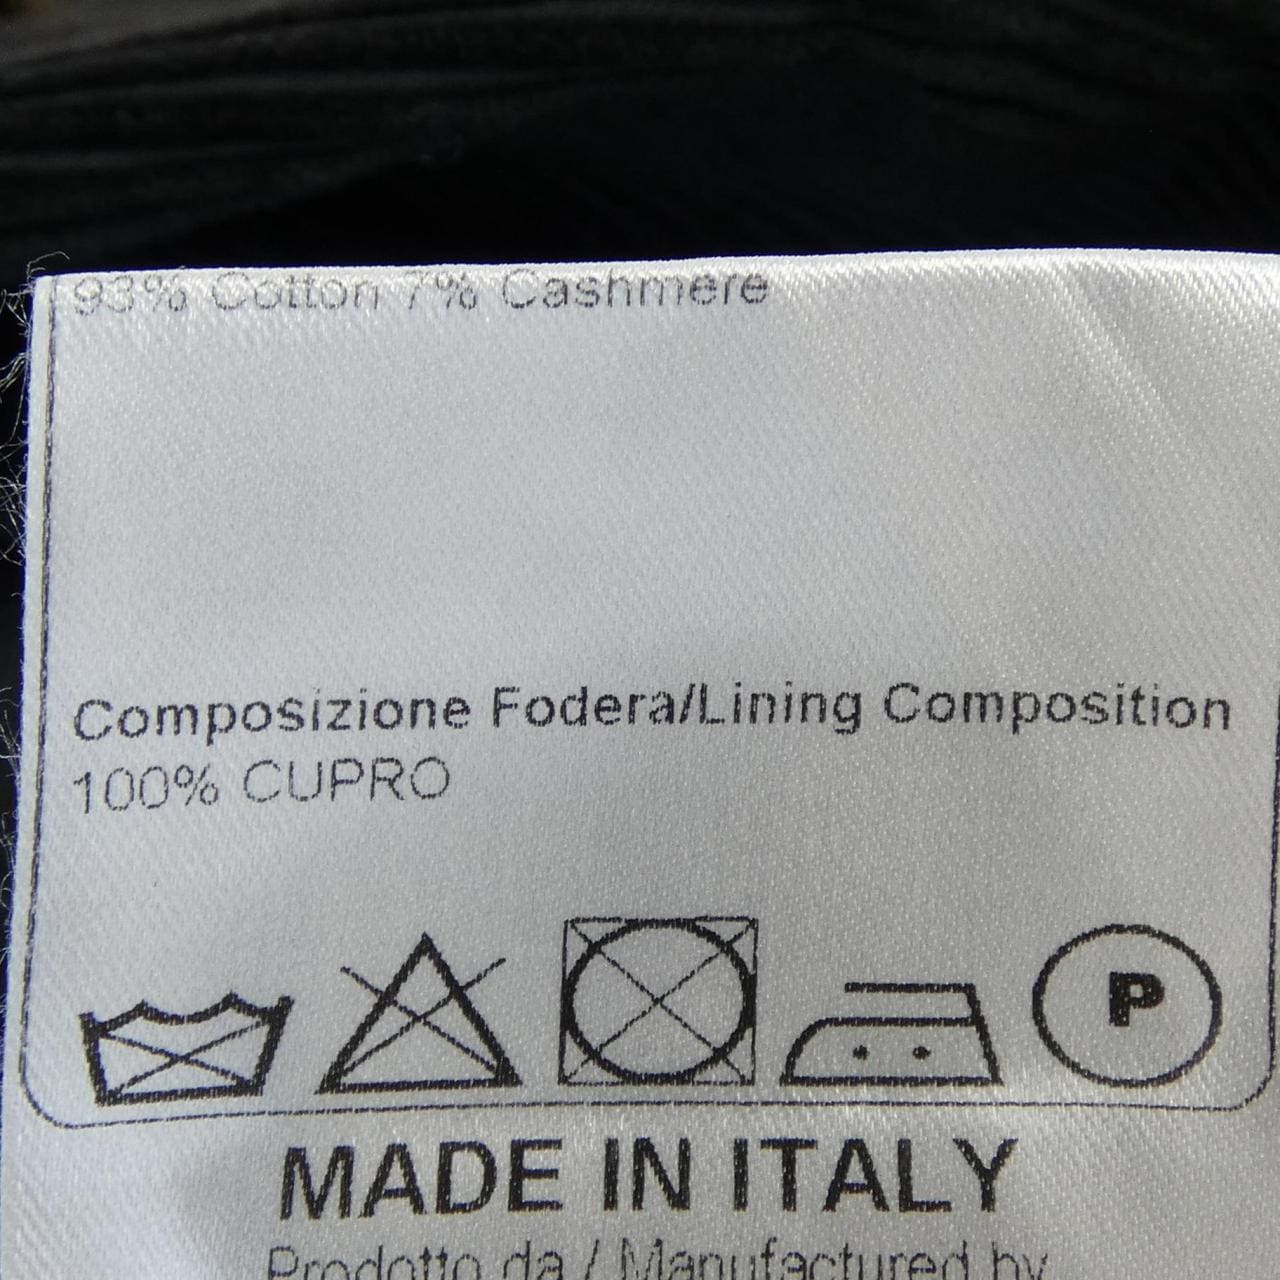 93% Cotton 7% Cashmere
Composizione Fodera/Lining Composition
100% CUPRO
P
MADE IN ITALY
Prodotto da / Manufactured by